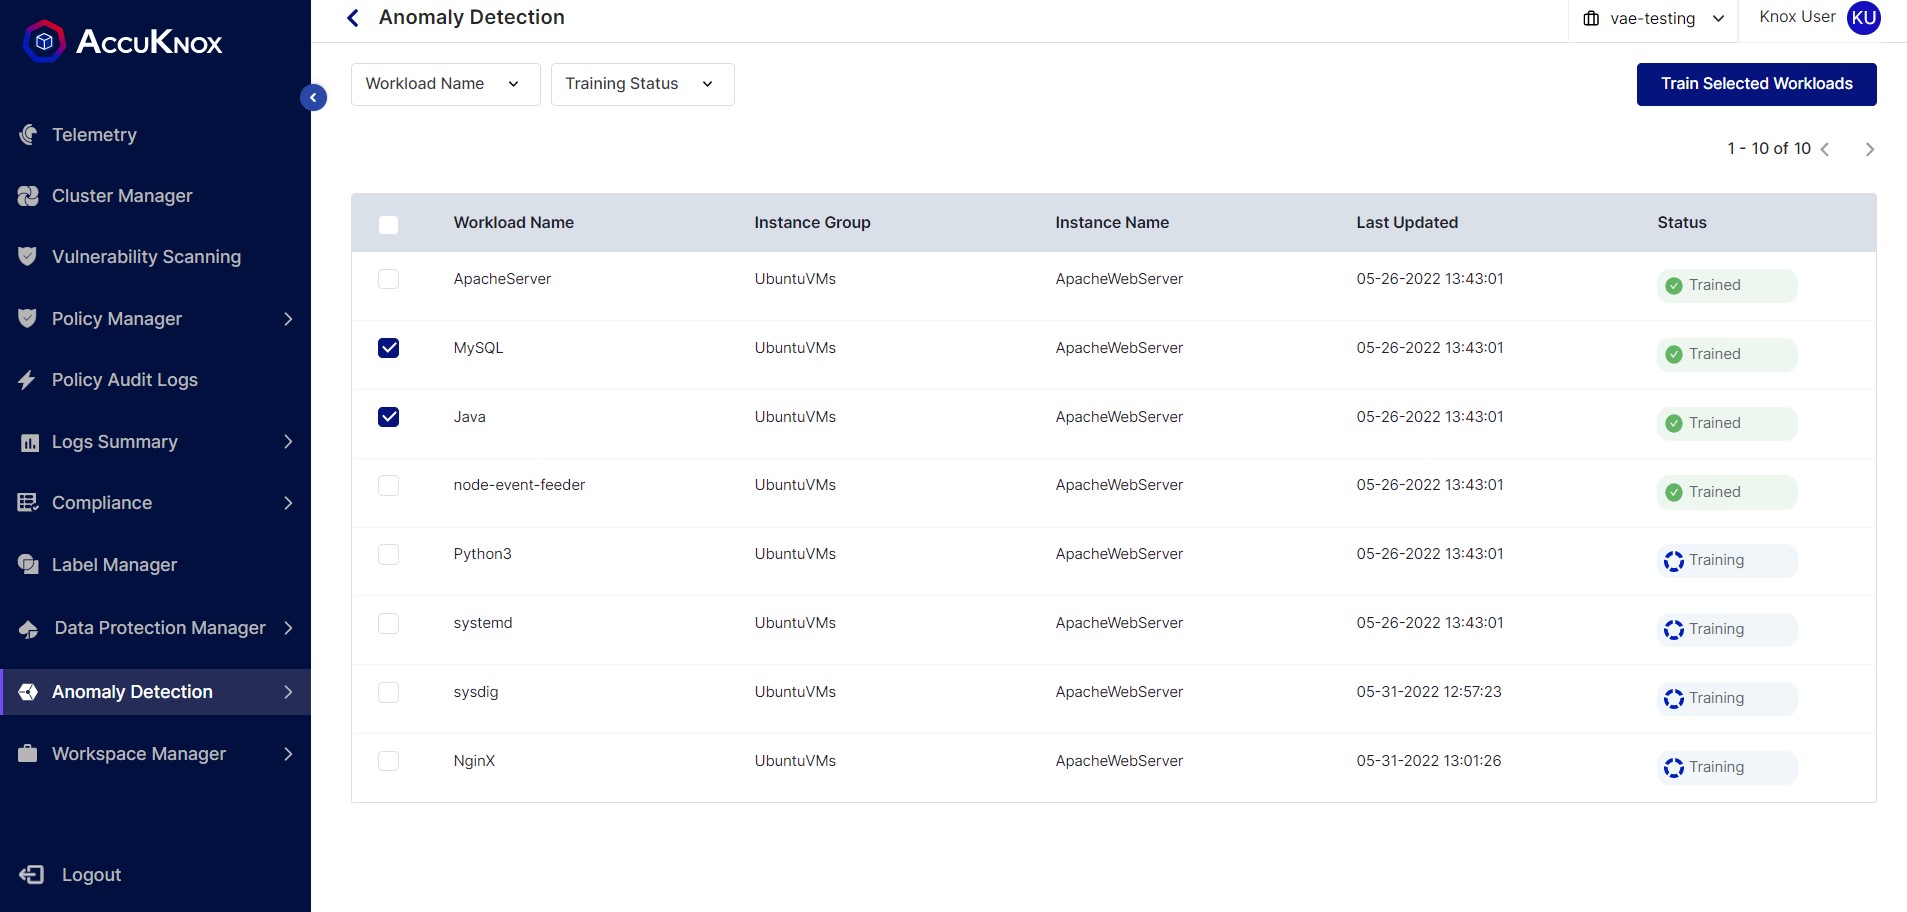 ACCUKNOX
Anomaly Detection
vae-testing
Knox User KU
Workload Name
Training Status
Train Selected Workloads
1 - 10 of 10
Telemetry
Cluster Manager
Vulnerability Scanning
Policy Manager
Policy Audit Logs
Logs Summary
Compliance
Label Manager
Data Protection Manager
Anomaly Detection
Workspace Manager
Logout
Workload Name Instance Group Instance Name Last Updated Status
ApacheServer UbuntuVMs ApacheWebServer 05-26-2022 13:43:01 Trained
MySQL UbuntuVMs ApacheWebServer 05-26-2022 13:43:01 Trained
Java UbuntuVMs ApacheWebServer 05-26-2022 13:43:01 Trained
node-event-feeder UbuntuVMs ApacheWebServer 05-26-2022 13:43:01 Trained
Python3 UbuntuVMs ApacheWebServer 05-26-2022 13:43:01 Training
systemd UbuntuVMs ApacheWebServer 05-26-2022 13:43:01 Training
sysdig UbuntuVMs ApacheWebServer 05-31-2022 12:57:23 Training
NginX UbuntuVMs ApacheWebServer 05-31-2022 13:01:26 Training